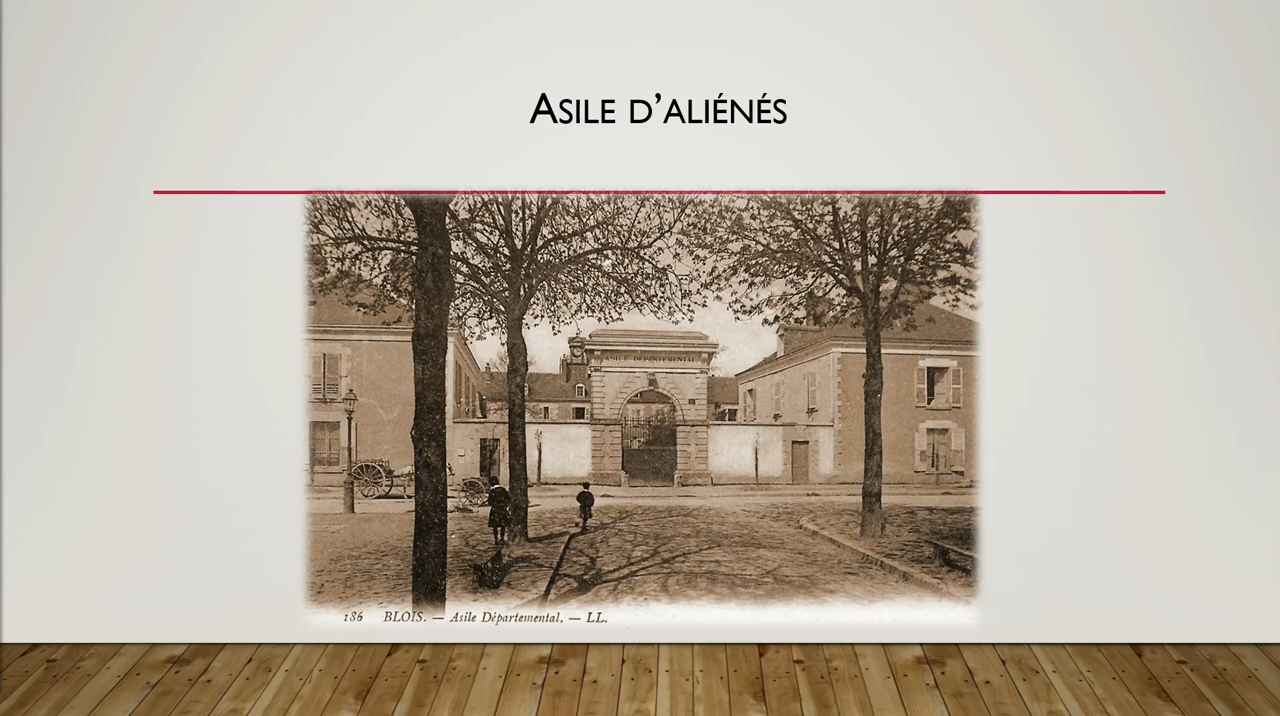 Asile d’aliénés
ASILE DÉPARTEMENTAL
186 BLOIS. — Asile Départemental. — LL.